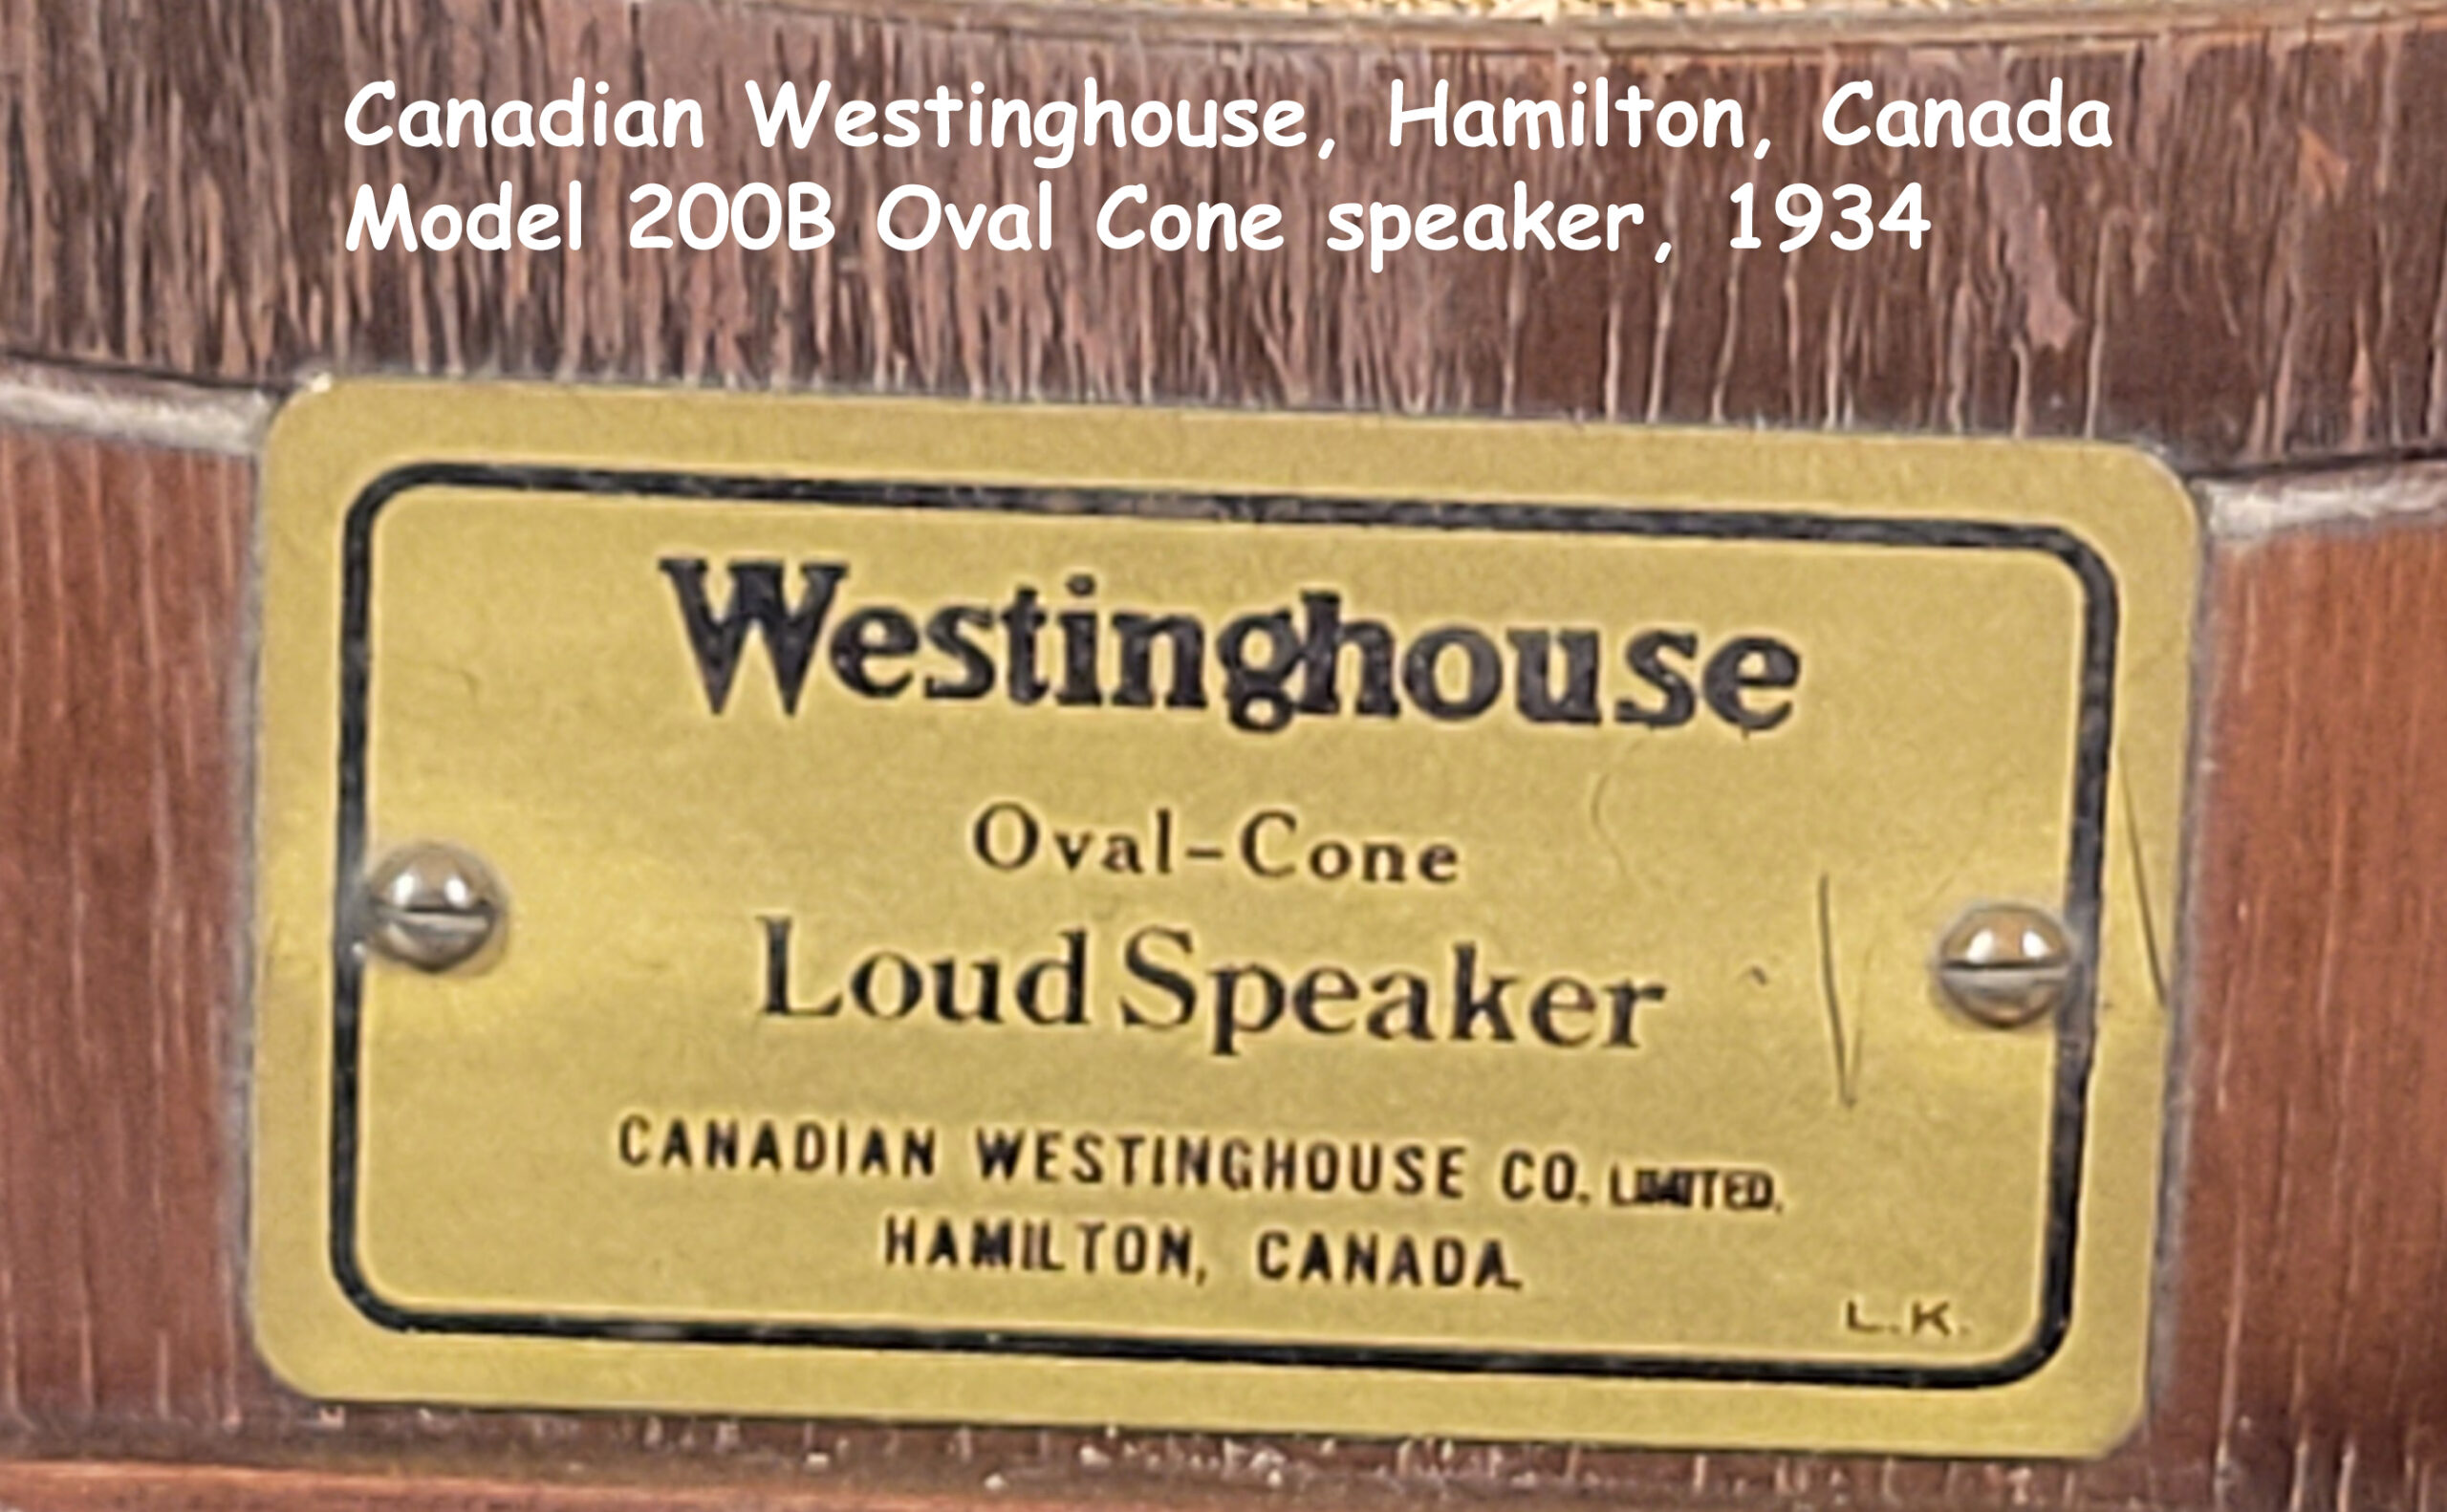 Canadian Westinghouse, Hamilton, Canada
Model 200B Oval Cone speaker, 1934
Westinghouse
Oval-Cone
Loud Speaker
CANADIAN WESTINGHOUSE CO. LIMITED.
HAMILTON, CANADA.
L.K.